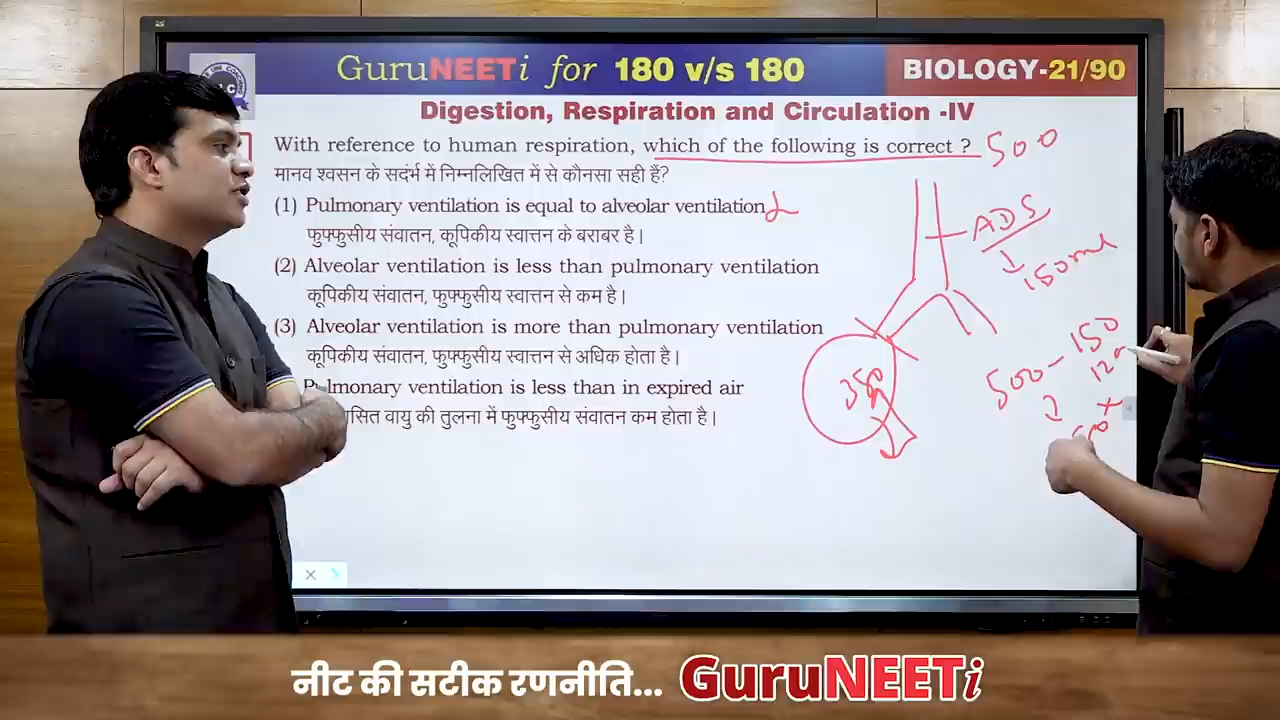 GuruNEETi for 180 v/s 180
BIOLOGY-21/90
Digestion, Respiration and Circulation -IV
With reference to human respiration, which of the following is correct ?
500
मानव श्वसन के सदंर्भ में निम्नलिखित में से कौनसा सही हैं?
(1) Pulmonary ventilation is equal to alveolar ventilation
फुफ्फुसीय संवातन, कूपिकीय स्वात्तन के बराबर है।
ADS
150ml
(2) Alveolar ventilation is less than pulmonary ventilation
कूपिकीय संवातन, फुफ्फुसीय स्वात्तन से कम है।
(3) Alveolar ventilation is more than pulmonary ventilation
कूपिकीय संवातन, फुफ्फुसीय स्वात्तन से अधिक होता है।
500-150
350
Pulmonary ventilation is less than in expired air
सित वायु की तुलना में फुफ्फुसीय संवातन कम होता है।
नीट की सटीक रणनीति... GuruNEETi